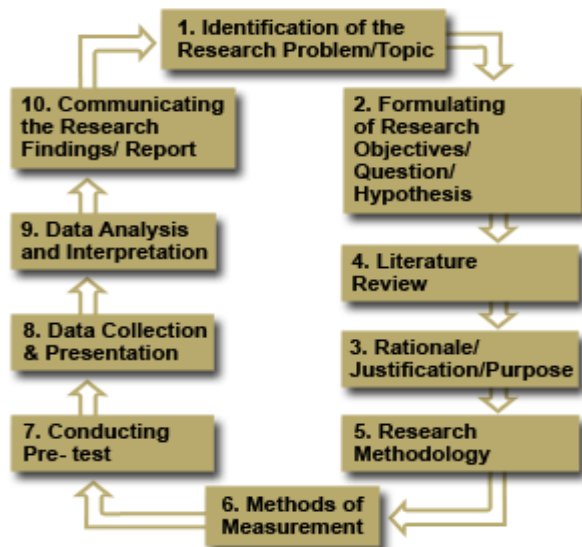 1. Identification of the
Research Problem/Topic
2. Formulating
of Research
Objectives/
Question/
Hypothesis
4. Literature
Review
3. Rationale/
Justification/Purpose
5. Research
Methodology
6. Methods of
Measurement
7. Conducting
Pre- test
8. Data Collection
& Presentation
9. Data Analysis
and Interpretation
10. Communicating
the Research
Findings/ Report